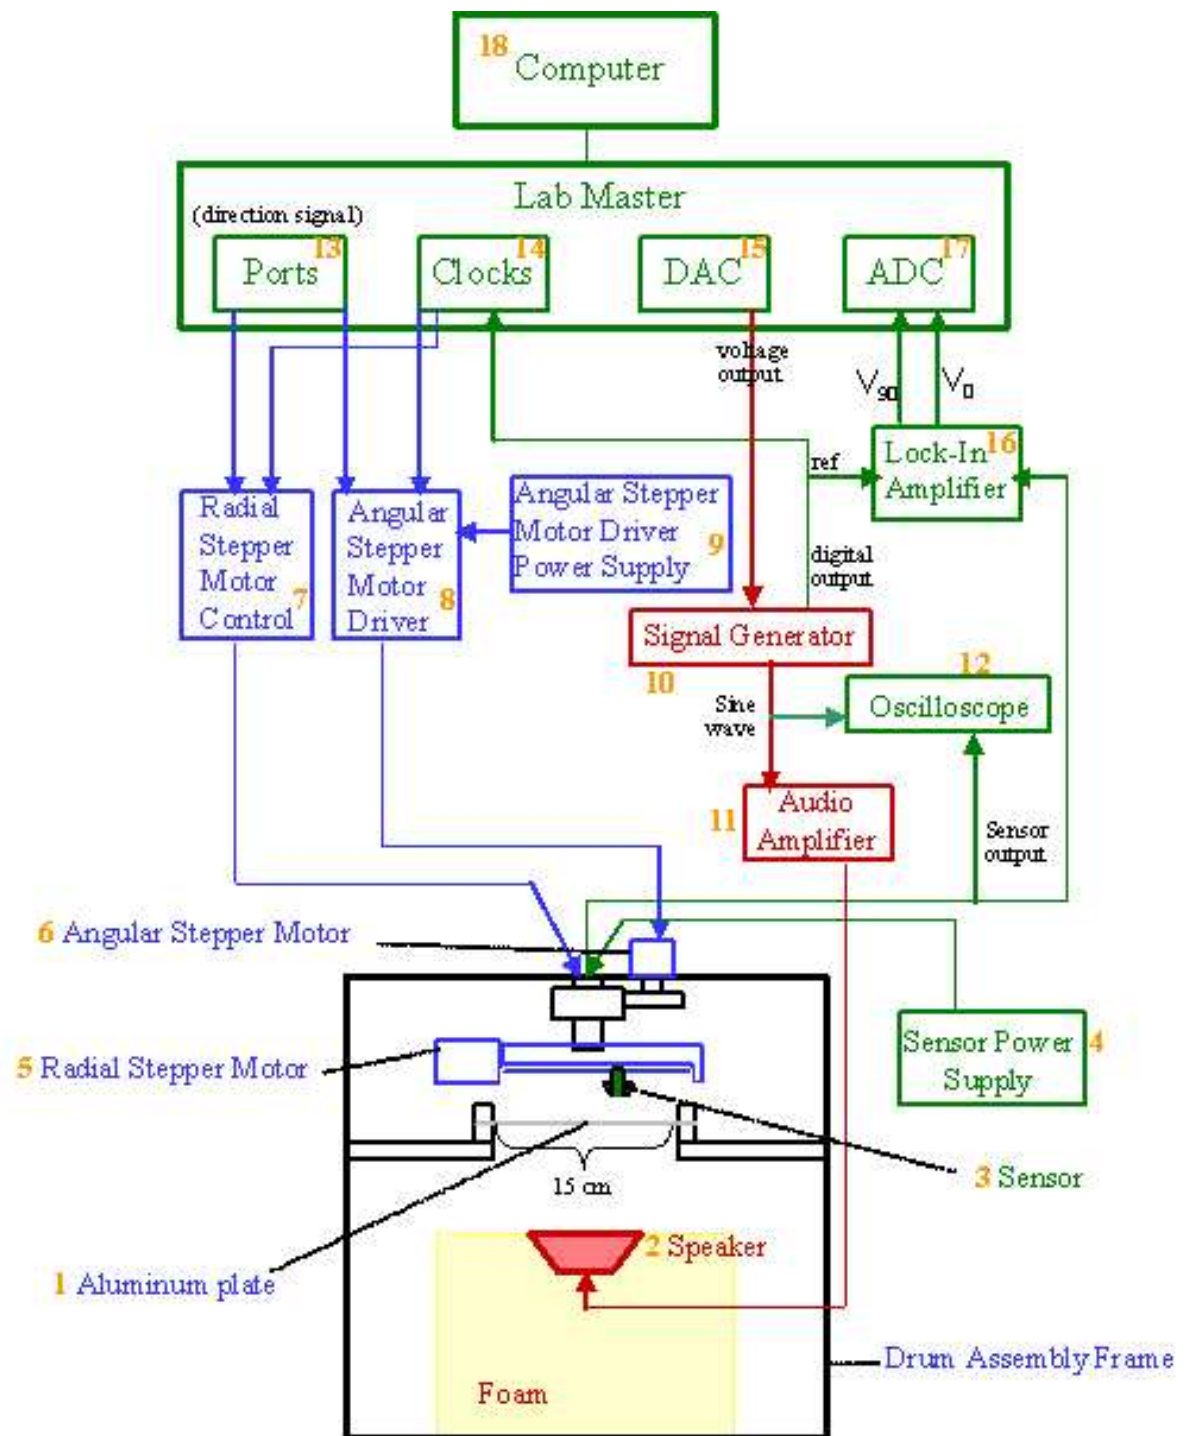 18
Computer
Lab Master
(direction signal)
13
Ports
14
Clocks
15
DAC
17
ADC
voltage
output
V90
V0
16
Lock-In
Amplifier
ref
digital
output
Radial
Stepper
Motor
Control
7
Angular
Stepper
Motor
Driver
8
Angular Stepper
Motor Driver
Power Supply
9
Signal Generator
10
12
Oscilloscope
Sine
wave
11
Audio
Amplifier
Sensor
output
6 Angular Stepper Motor
5 Radial Stepper Motor
Sensor Power
Supply
4
15 cm
3 Sensor
2 Speaker
1 Aluminum plate
Drum Assembly Frame
Foam